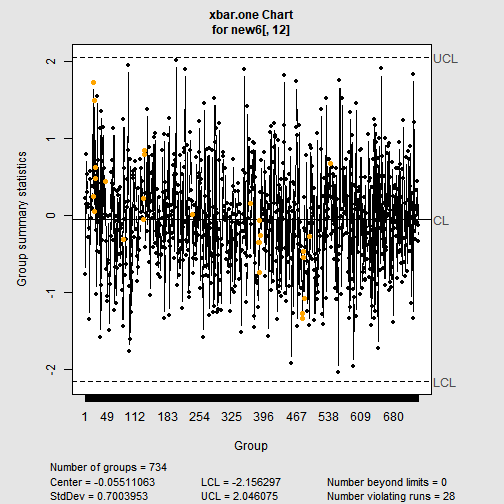 xbar.one Chart
for new6[, 12]
UCL
CL
LCL
Group summary statistics
2
1
0
-1
-2
1 49 112 183 254 325 396 467 538 609 680
Group
Number of groups = 734
Center = -0.05511063 LCL = -2.156297 Number beyond limits = 0
StdDev = 0.7003953 UCL = 2.046075 Number violating runs = 28